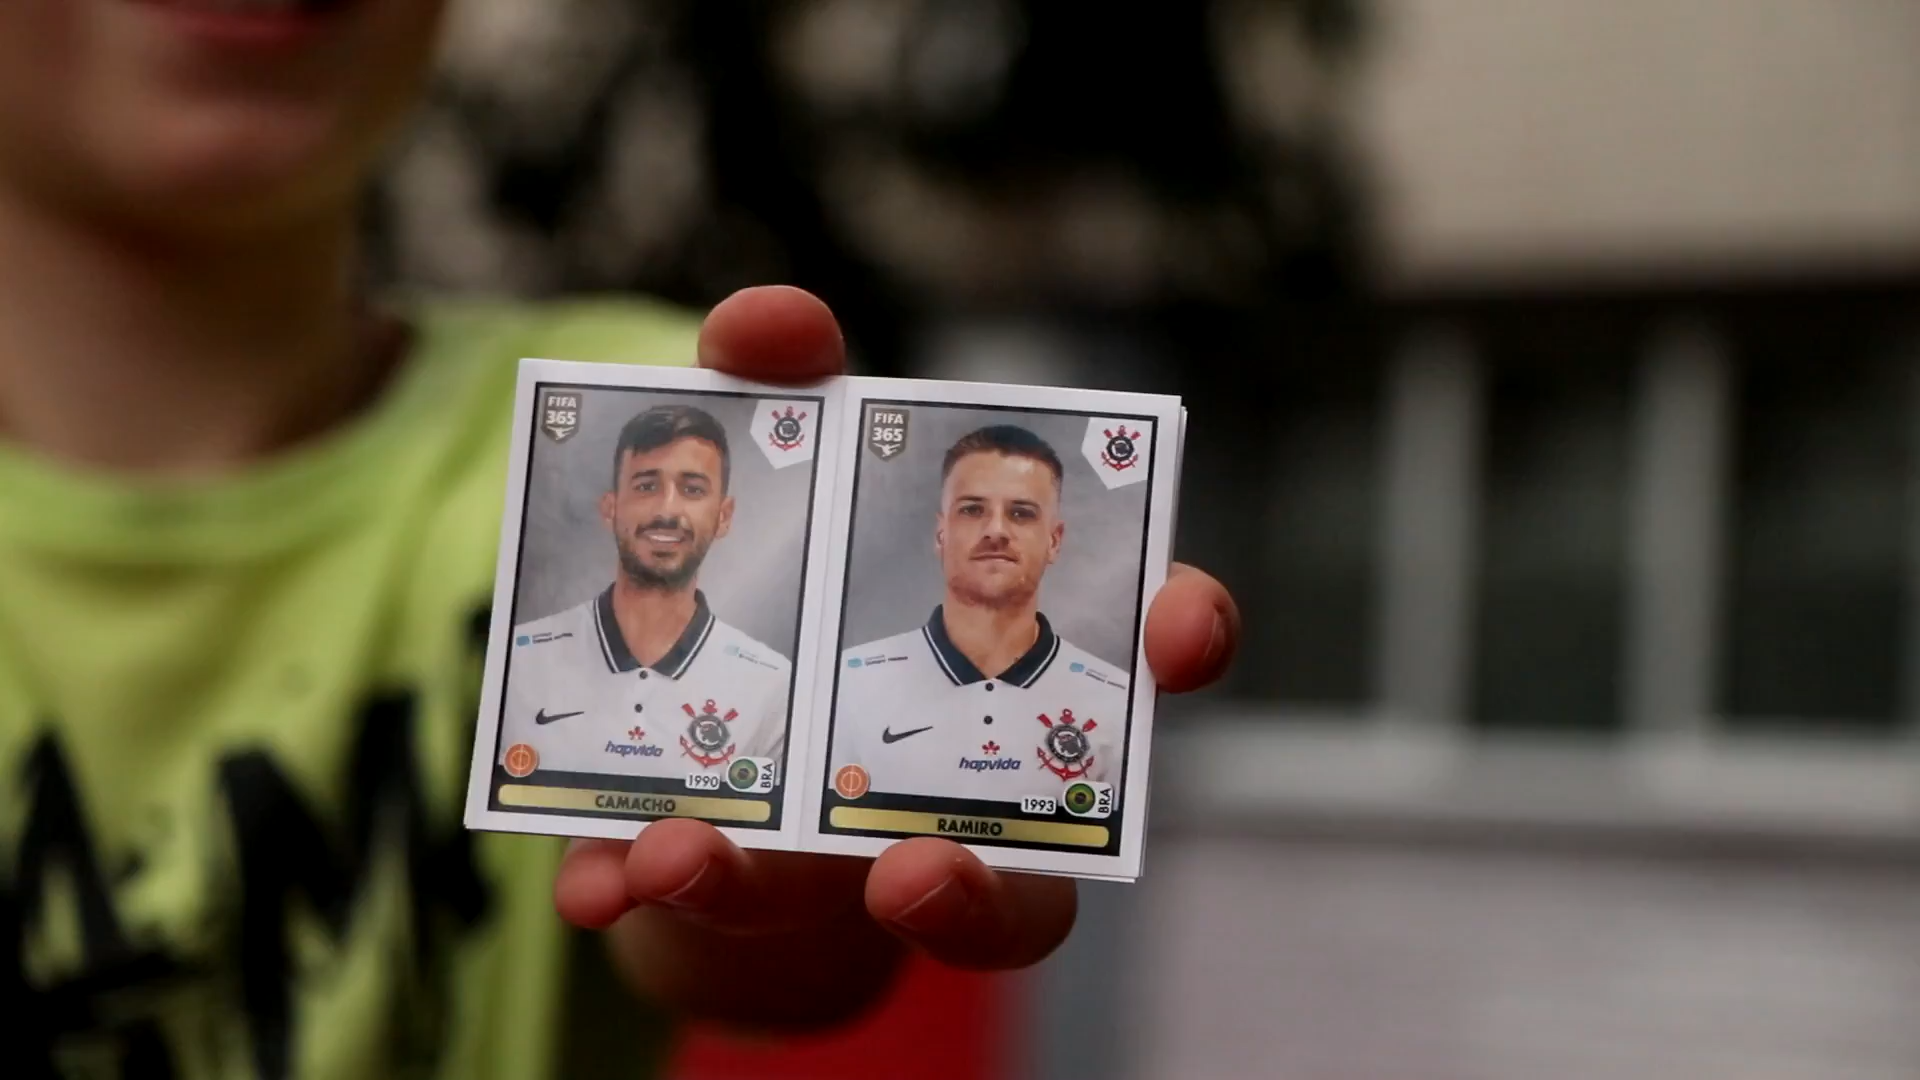 FIFA
365
hapvida
1990
BRA
CAMACHO
FIFA
365
hapvida
1993
BRA
RAMIRO